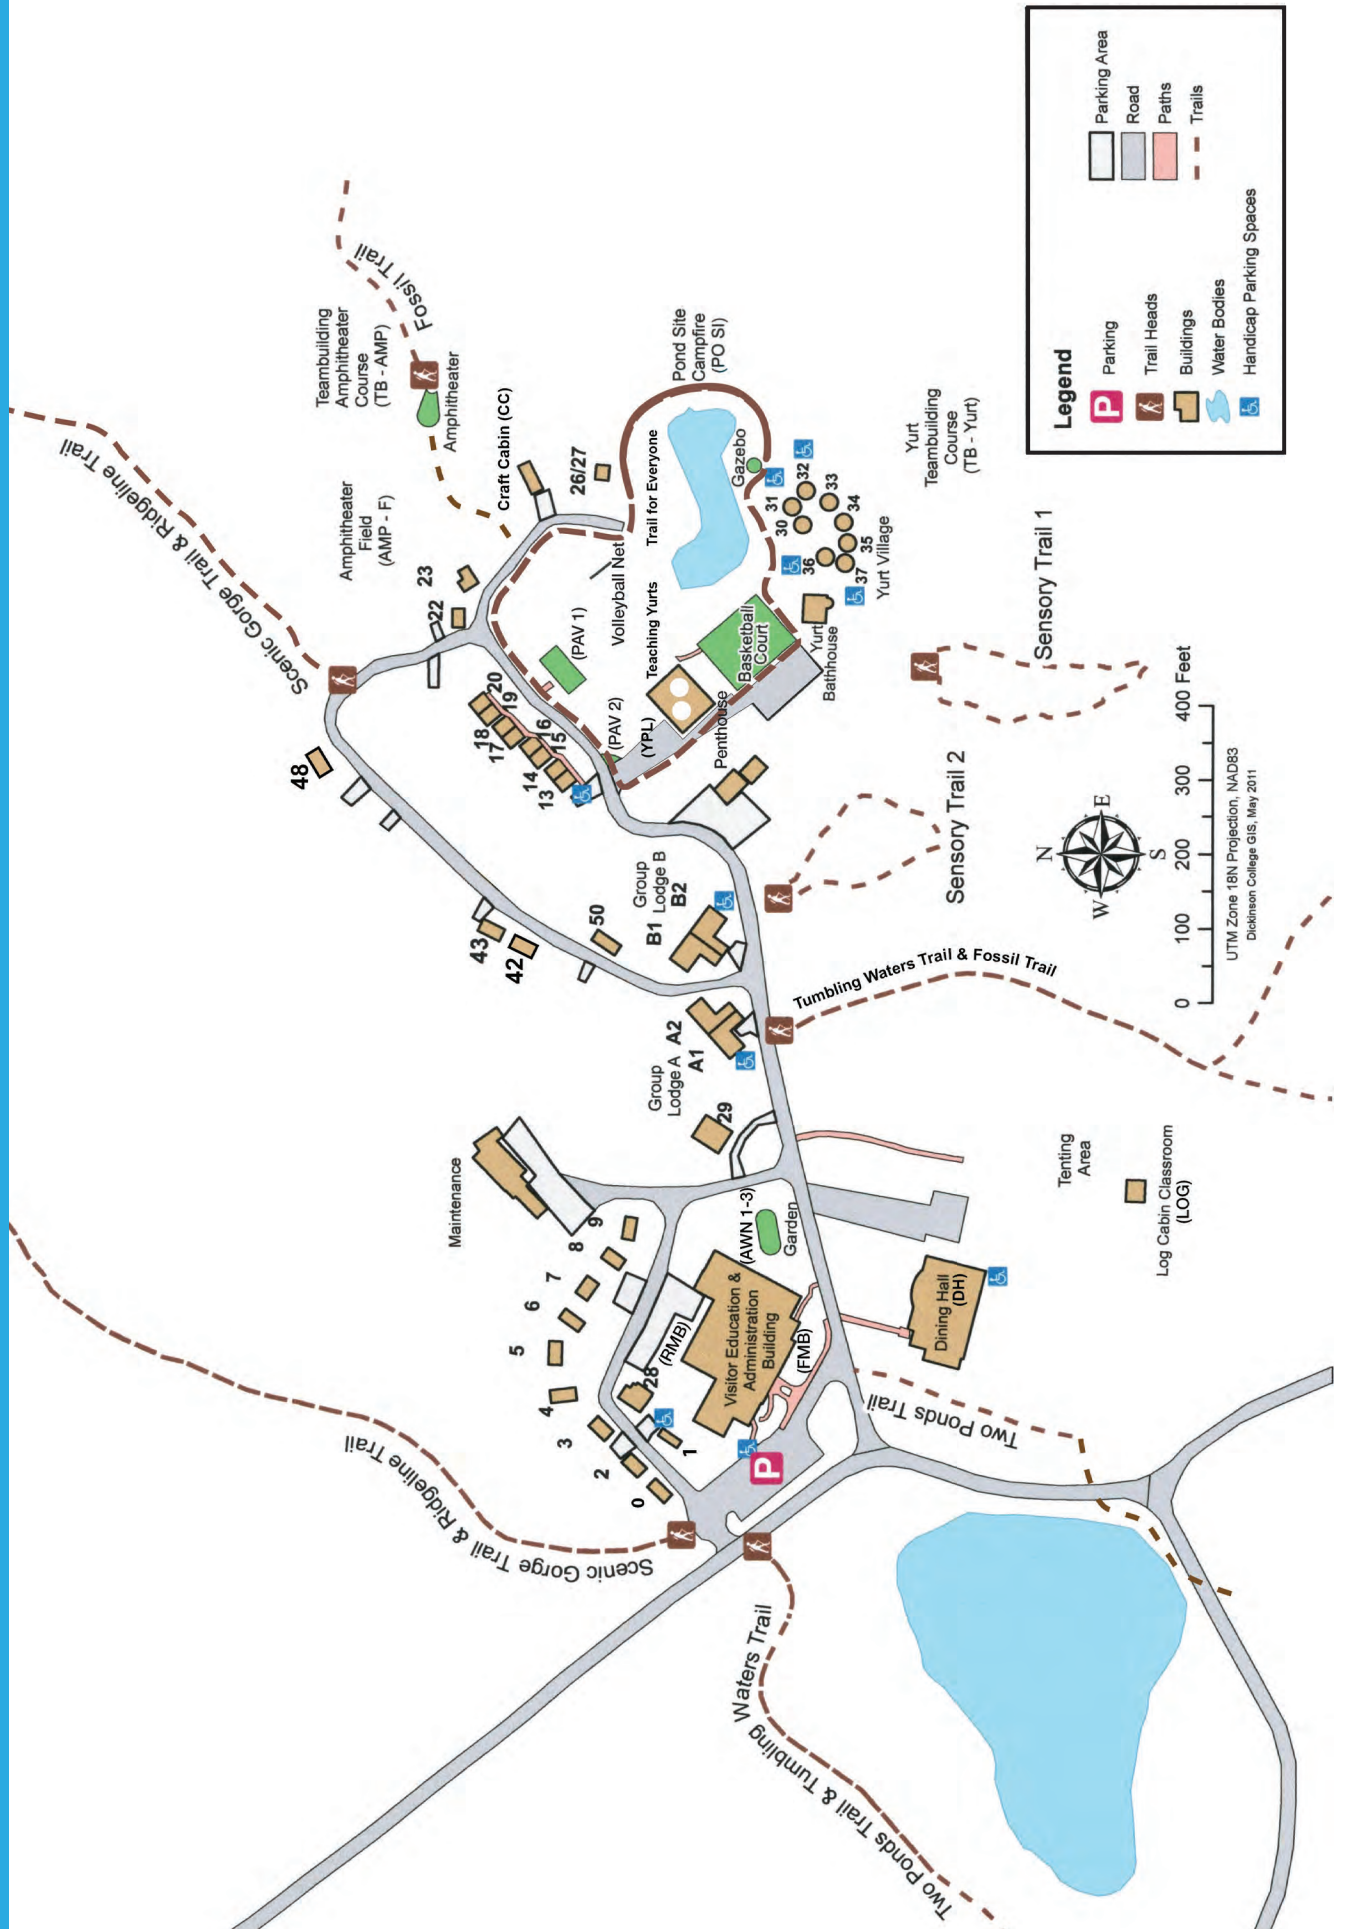 Scenic Gorge Trail & Ridgeline Trail
Scenic Gorge Trail & Ridgeline Trail
Two Ponds Trail & Tumbling
Waters Trail
Maintenance
0
1
2
3
4
5
6
7
8
9
28
(RMB)
Visitor Education &
Administration
Building
(FMB)
(AWN 1-3)
Garden
Dining Hall
(DH)
Two Ponds Trail
Tenting
Area
Log Cabin Classroom
(LOG)
29
Group
Lodge A
A1
A2
Group
Lodge B
B1
B2
42
43
48
50
Tumbling Waters Trail & Fossil Trail
Sensory Trail 2
Sensory Trail 1
13
14
15
16
17
18
19
20
22
23
Amphitheater
Field
(AMP - F)
Teambuilding
Amphitheater
Course
(TB - AMP)
Fossil Trail
Amphitheater
Craft Cabin (CC)
26/27
(PAV 1)
(PAV 2)
(YPL)
Volleyball Net
Teaching Yurts
Trail for Everyone
Penthouse
Basketball
Court
Yurt
Bathhouse
Pond Site
Campfire
(PO SI)
Gazebo
30
31
32
33
34
35
36
37
Yurt Village
Yurt
Teambuilding
Course
(TB - Yurt)
P
N
W
E
S
0
100
200
300
400 Feet
UTM Zone 18N Projection, NAD83
Dickinson College GIS, May 2011
Legend
P
Parking
Trail Heads
Buildings
Water Bodies
Handicap Parking Spaces
Parking Area
Road
Paths
Trails